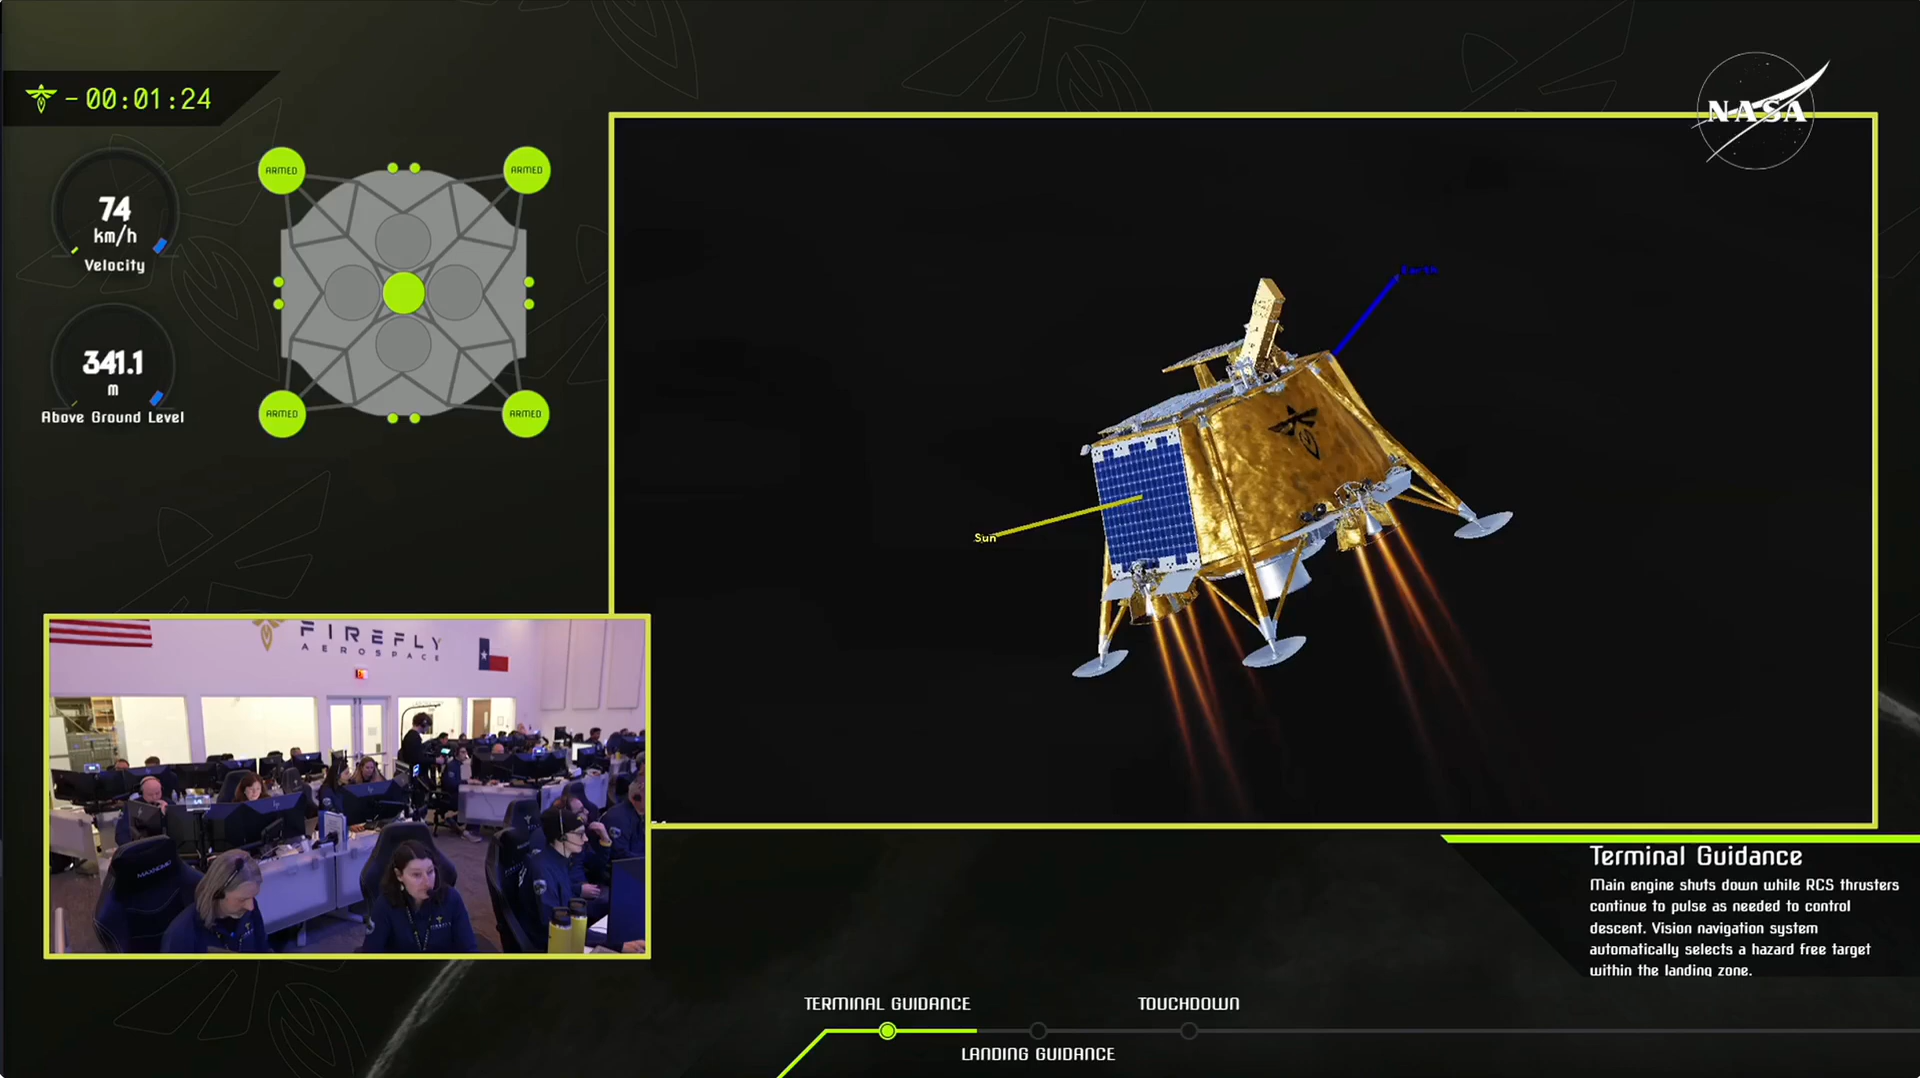 -00:01:24
NASA
ARMED
ARMED
74
km/h
Velocity
341.1
m
Above Ground Level
ARMED
ARMED
Earth
Sun
FIREFLY
AEROSPACE
MAXNOMIC
Terminal Guidance
Main engine shuts down while RCS thrusters
continue to pulse as needed to control
descent. Vision navigation system
automatically selects a hazard free target
within the landing zone.
TERMINAL GUIDANCE
TOUCHDOWN
LANDING GUIDANCE